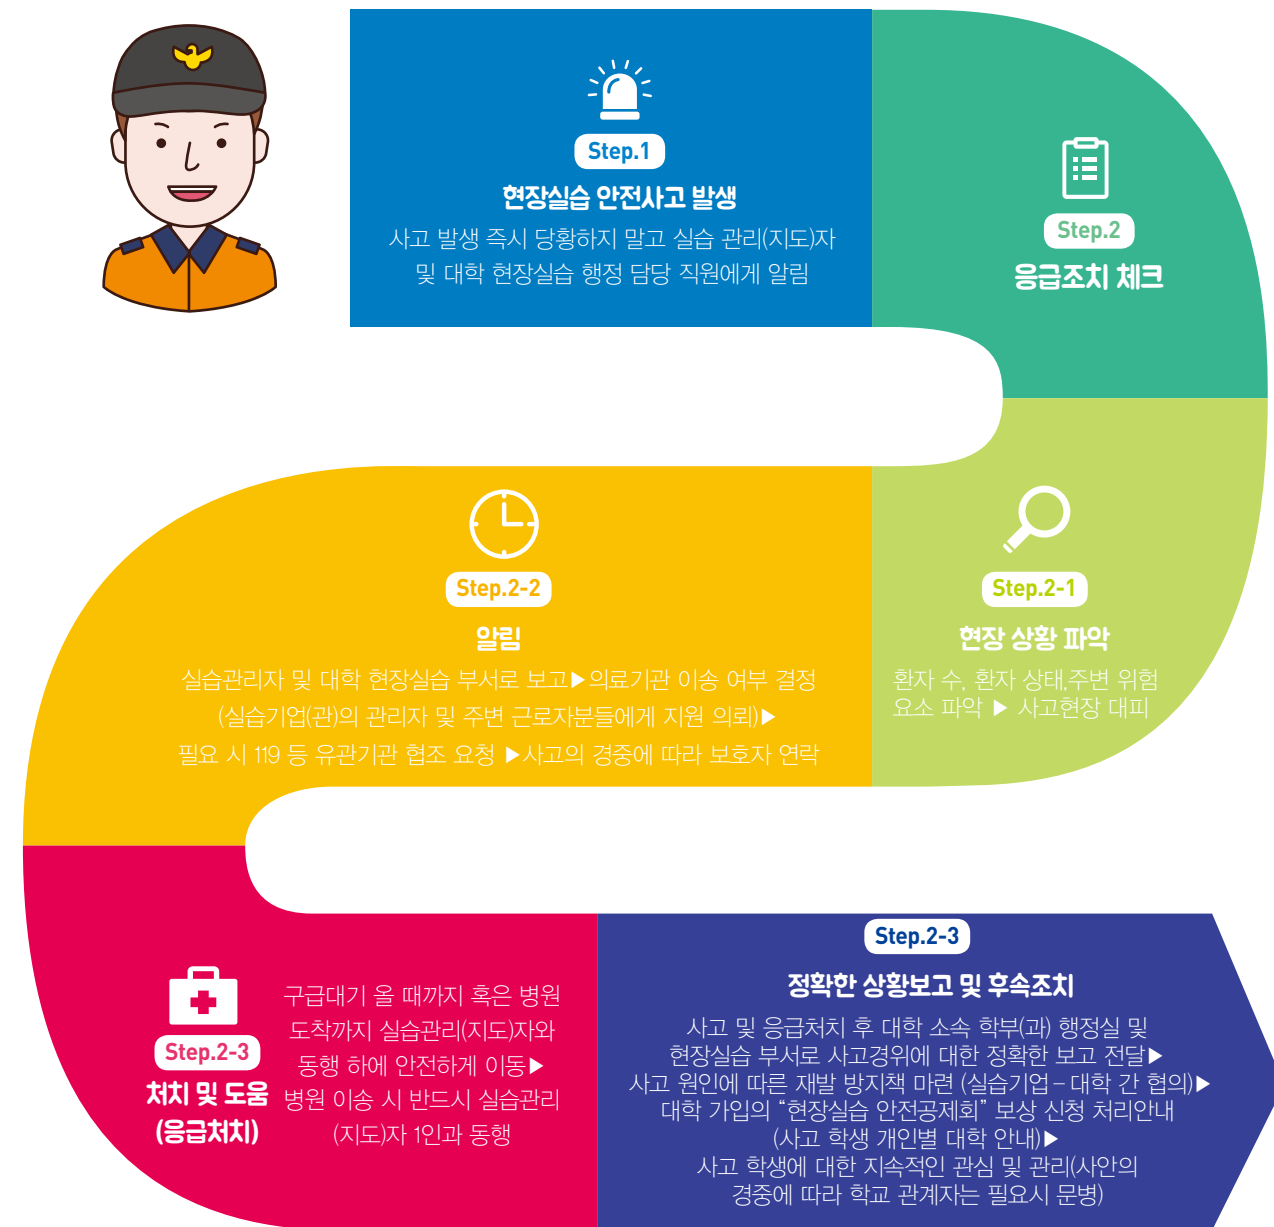 Step.1
현장실습 안전사고 발생
사고 발생 즉시 당황하지 말고 실습 관리(지도)자
및 대학 현장실습 행정 담당 직원에게 알림
Step.2
응급조치 체크
Step.2-1
현장 상황 파악
환자 수, 환자 상태,주변 위험
요소 파악 ▶ 사고현장 대피
Step.2-2
알림
실습관리자 및 대학 현장실습 부서로 보고▶의료기관 이송 여부 결정
(실습기업(관)의 관리자 및 주변 근로자분들에게 지원 의뢰)▶
필요 시 119 등 유관기관 협조 요청 ▶사고의 경중에 따라 보호자 연락
Step.2-3
처치 및 도움
(응급처치)
구급대기 올 때까지 혹은 병원
도착까지 실습관리(지도)자와
동행 하에 안전하게 이동▶
병원 이송 시 반드시 실습관리
(지도)자 1인과 동행
Step.2-3
정확한 상황보고 및 후속조치
사고 및 응급처치 후 대학 소속 학부(과) 행정실 및
현장실습 부서로 사고경위에 대한 정확한 보고 전달▶
사고 원인에 따른 재발 방지책 마련 (실습기업 – 대학 간 협의)▶
대학 가입의 “현장실습 안전공제회” 보상 신청 처리안내
(사고 학생 개인별 대학 안내)▶
사고 학생에 대한 지속적인 관심 및 관리(사안의
경중에 따라 학교 관계자는 필요시 문병)